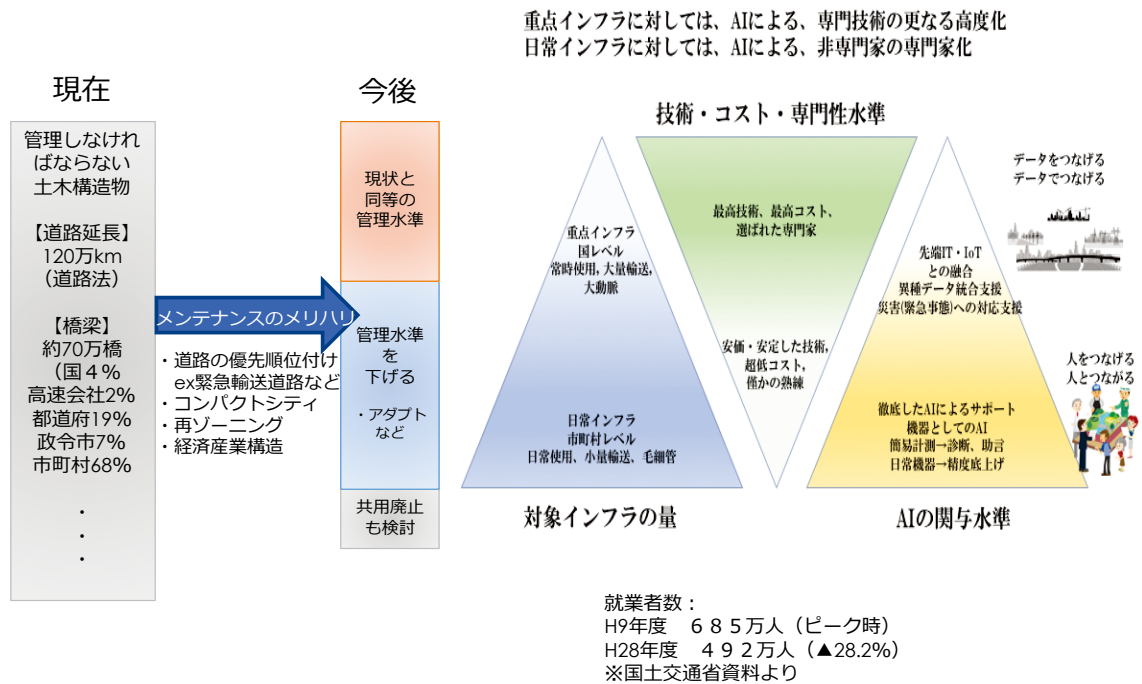 重点インフラに対しては、AIによる、専門技術の更なる高度化
日常インフラに対しては、AIによる、非専門家の専門家化
現在
管理しなけれ
ばならない
土木構造物
【道路延長】
120万km
（道路法）
【橋梁】
約70万橋
（国４%
高速会社2%
都道府19%
政令市7%
市町村68%
・
・
・
メンテナンスのメリハリ
・道路の優先順位付け
ex緊急輸送道路など
・コンパクトシティ
・再ゾーニング
・経済産業構造
今後
現状と
同等の
管理水準
管理水準
を
下げる
・アダプト
など
共用廃止
も検討
技術・コスト・専門性水準
重点インフラ
国レベル
常時使用, 大量輸送,
大動脈
日常インフラ
市町村レベル
日常使用、小量輸送、毛細管
対象インフラの量
最高技術、最高コスト、
選ばれた専門家
安価・安定した技術,
超低コスト,
僅かの熟練
先端IT・IoT
との融合
異種データ統合支援
災害(緊急事態)への対応支援
徹底したAIによるサポート
機器としてのAI
簡易計測→診断、助言
日常機器→精度底上げ
AIの関与水準
データをつなげる
データでつなげる
人をつなげる
人とつながる
就業者数：
H9年度　６８５万人（ピーク時）
H28年度　４９２万人（▲28.2%）
※国土交通省資料より